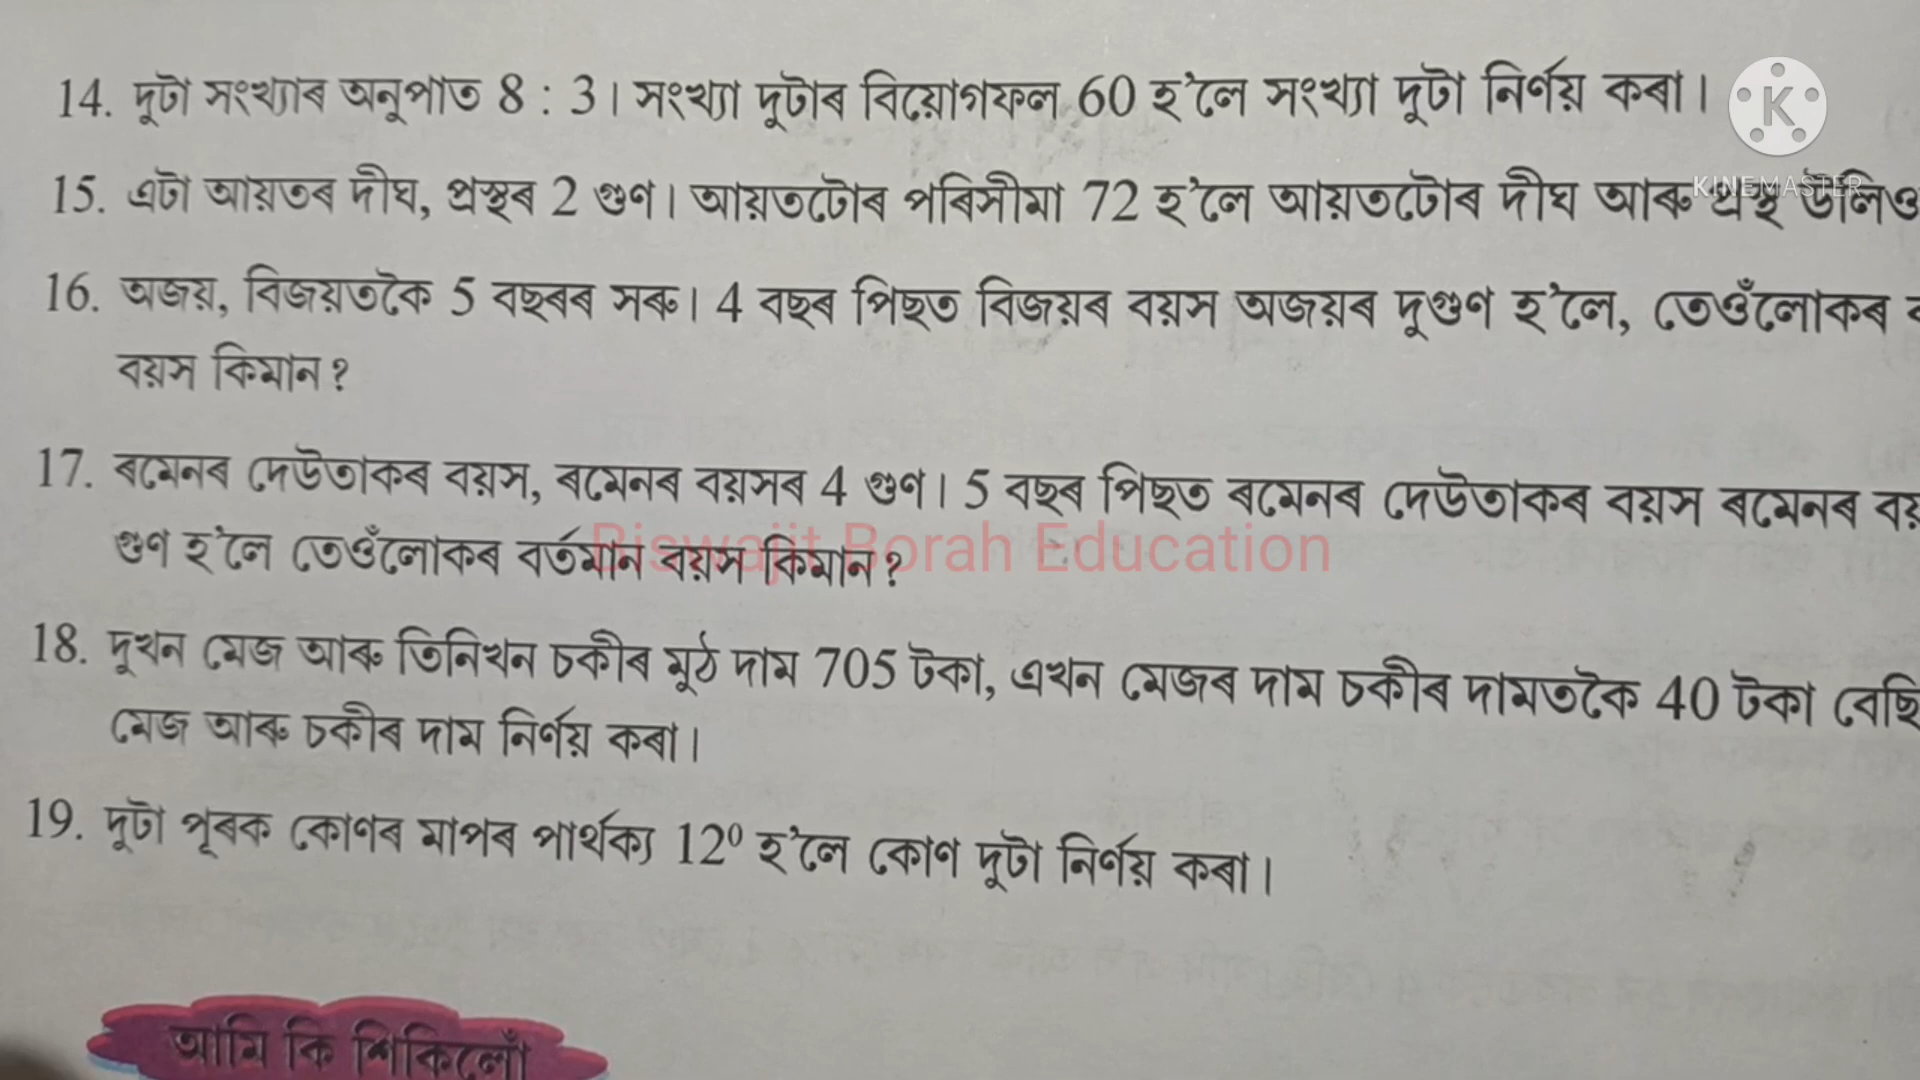 14. দুটা সংখ্যাৰ অনুপাত 8 : 3। সংখ্যা দুটাৰ বিয়োগফল 60 হ’লে সংখ্যা দুটা নিৰ্ণয় কৰা।
K
KINEMASTER
15. এটা আয়তৰ দীঘ, প্ৰস্থৰ 2 গুণ। আয়তটোৰ পৰিসীমা 72 হ’লে আয়তটোৰ দীঘ আৰু প্ৰস্থ উলিও
16. অজয়, বিজয়তকৈ 5 বছৰৰ সৰু। 4 বছৰ পিছত বিজয়ৰ বয়স অজয়ৰ দুগুণ হ’লে, তেওঁলোকৰ
বয়স কিমান?
17. ৰমেনৰ দেউতাকৰ বয়স, ৰমেনৰ বয়সৰ 4 গুণ। 5 বছৰ পিছত ৰমেনৰ দেউতাকৰ বয়স ৰমেনৰ বয়
গুণ হ’লে তেওঁলোকৰ বৰ্তমান বয়স কিমান?
Biswajit Borah Education
18. দুখন মেজ আৰু তিনিখন চকীৰ মুঠ দাম 705 টকা, এখন মেজৰ দাম চকীৰ দামতকৈ 40 টকা বেছি
মেজ আৰু চকীৰ দাম নিৰ্ণয় কৰা।
19. দুটা পূৰক কোণৰ মাপৰ পাৰ্থক্য 12⁰ হ’লে কোণ দুটা নিৰ্ণয় কৰা।
আমি কি শিকিলোঁ